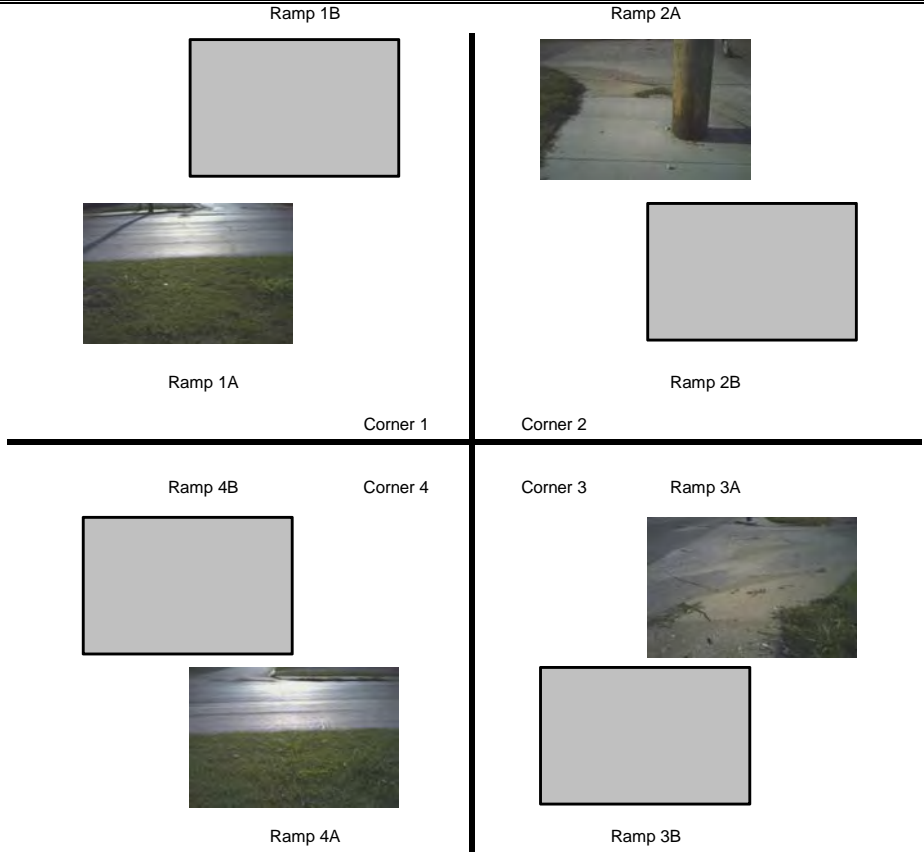 Ramp 1B
Ramp 2A
Ramp 1A
Ramp 2B
Corner 1
Corner 2
Ramp 4B
Corner 4
Corner 3
Ramp 3A
Ramp 4A
Ramp 3B